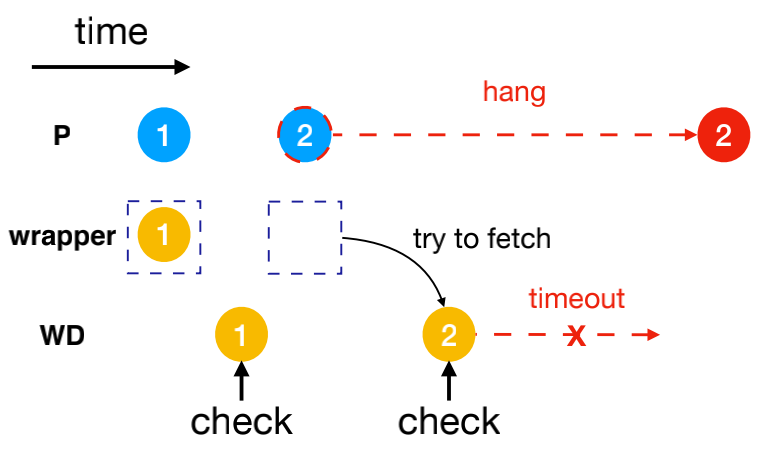 time
P
1
2
hang
2
wrapper
1
try to fetch
timeout
WD
1
2
X
check
check